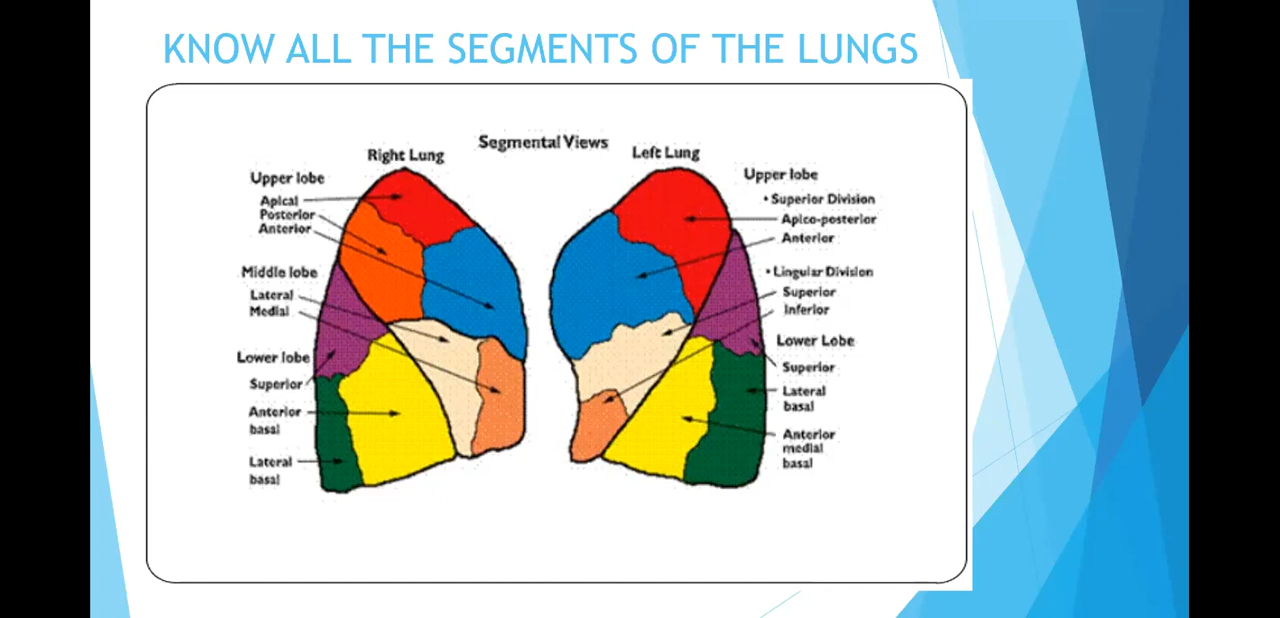 KNOW ALL THE SEGMENTS OF THE LUNGS
Segmental Views
Right Lung
Upper lobe
Apical
Posterior
Anterior
Middle lobe
Lateral
Medial
Lower lobe
Superior
Anterior
basal
Lateral
basal
Left Lung
Upper lobe
• Superior Division
Apico-posterior
Anterior
• Lingular Division
Superior
Inferior
Lower Lobe
Superior
Lateral
basal
Anterior
medial
basal